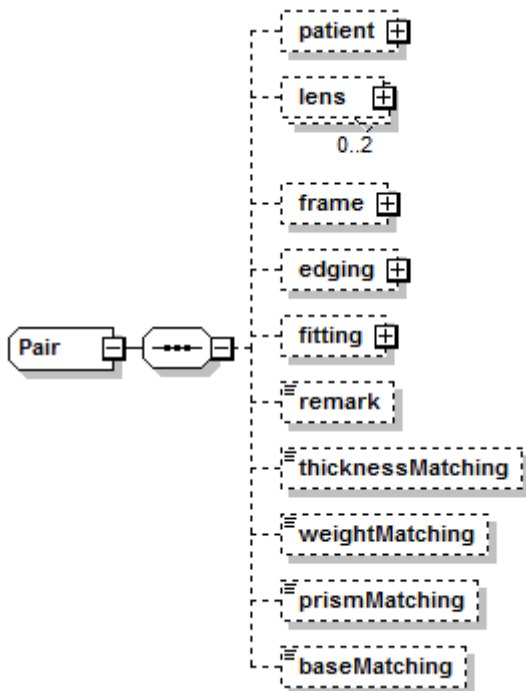 patient
lens
0..2
frame
edging
Pair
fitting
remark
thicknessMatching
weightMatching
prismMatching
baseMatching